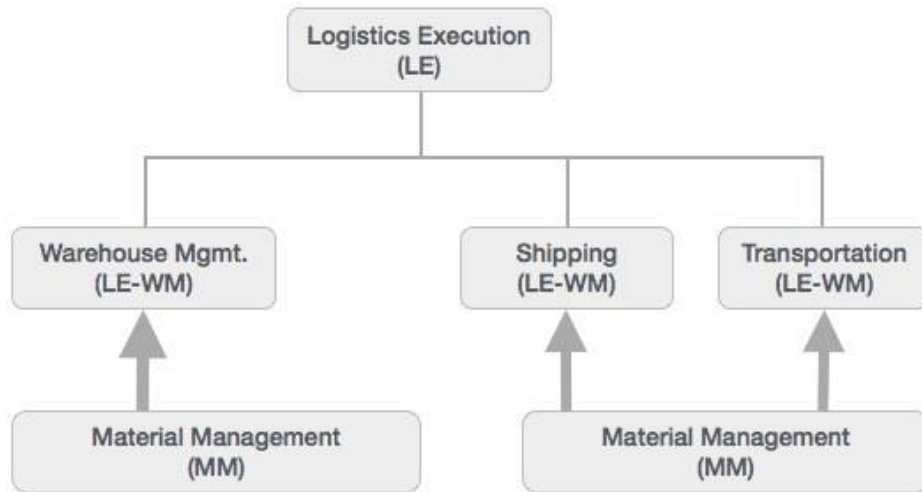 Logistics Execution
(LE)
Warehouse Mgmt.
(LE-WM)
Shipping
(LE-WM)
Transportation
(LE-WM)
Material Management
(MM)
Material Management
(MM)